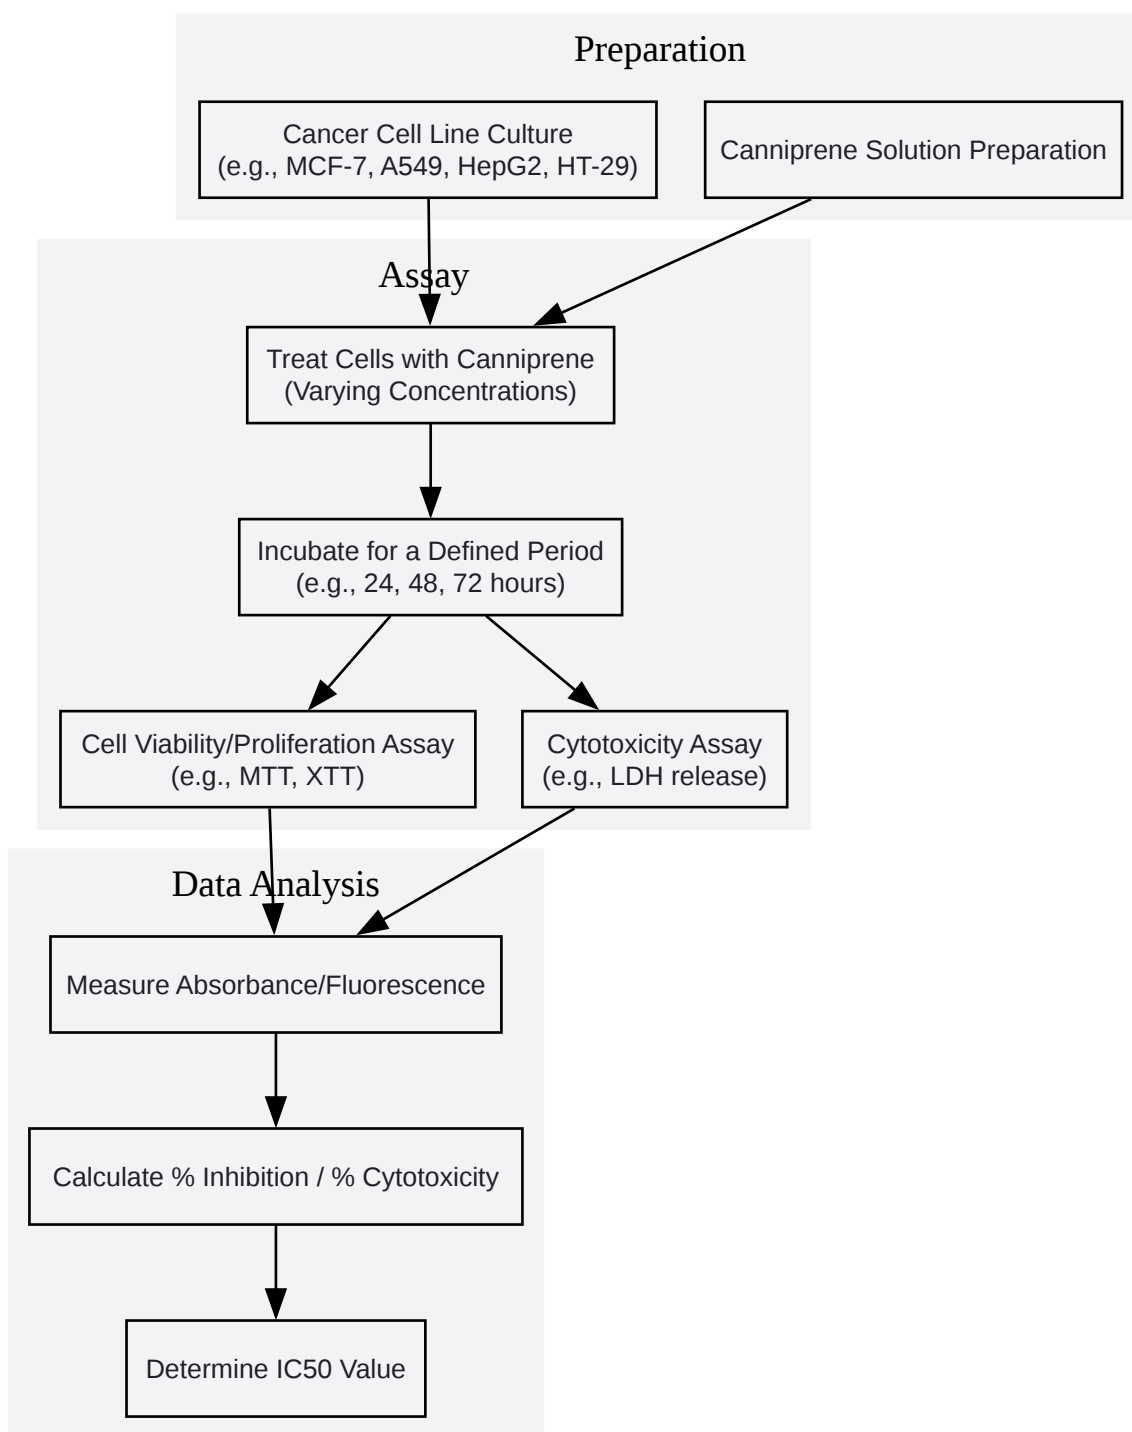 Preparation
Cancer Cell Line Culture
(e.g., MCF-7, A549, HepG2, HT-29)
Canniprene Solution Preparation
Assay
Treat Cells with Canniprene
(Varying Concentrations)
Incubate for a Defined Period
(e.g., 24, 48, 72 hours)
Cell Viability/Proliferation Assay
(e.g., MTT, XTT)
Cytotoxicity Assay
(e.g., LDH release)
Data Analysis
Measure Absorbance/Fluorescence
Calculate % Inhibition / % Cytotoxicity
Determine IC50 Value